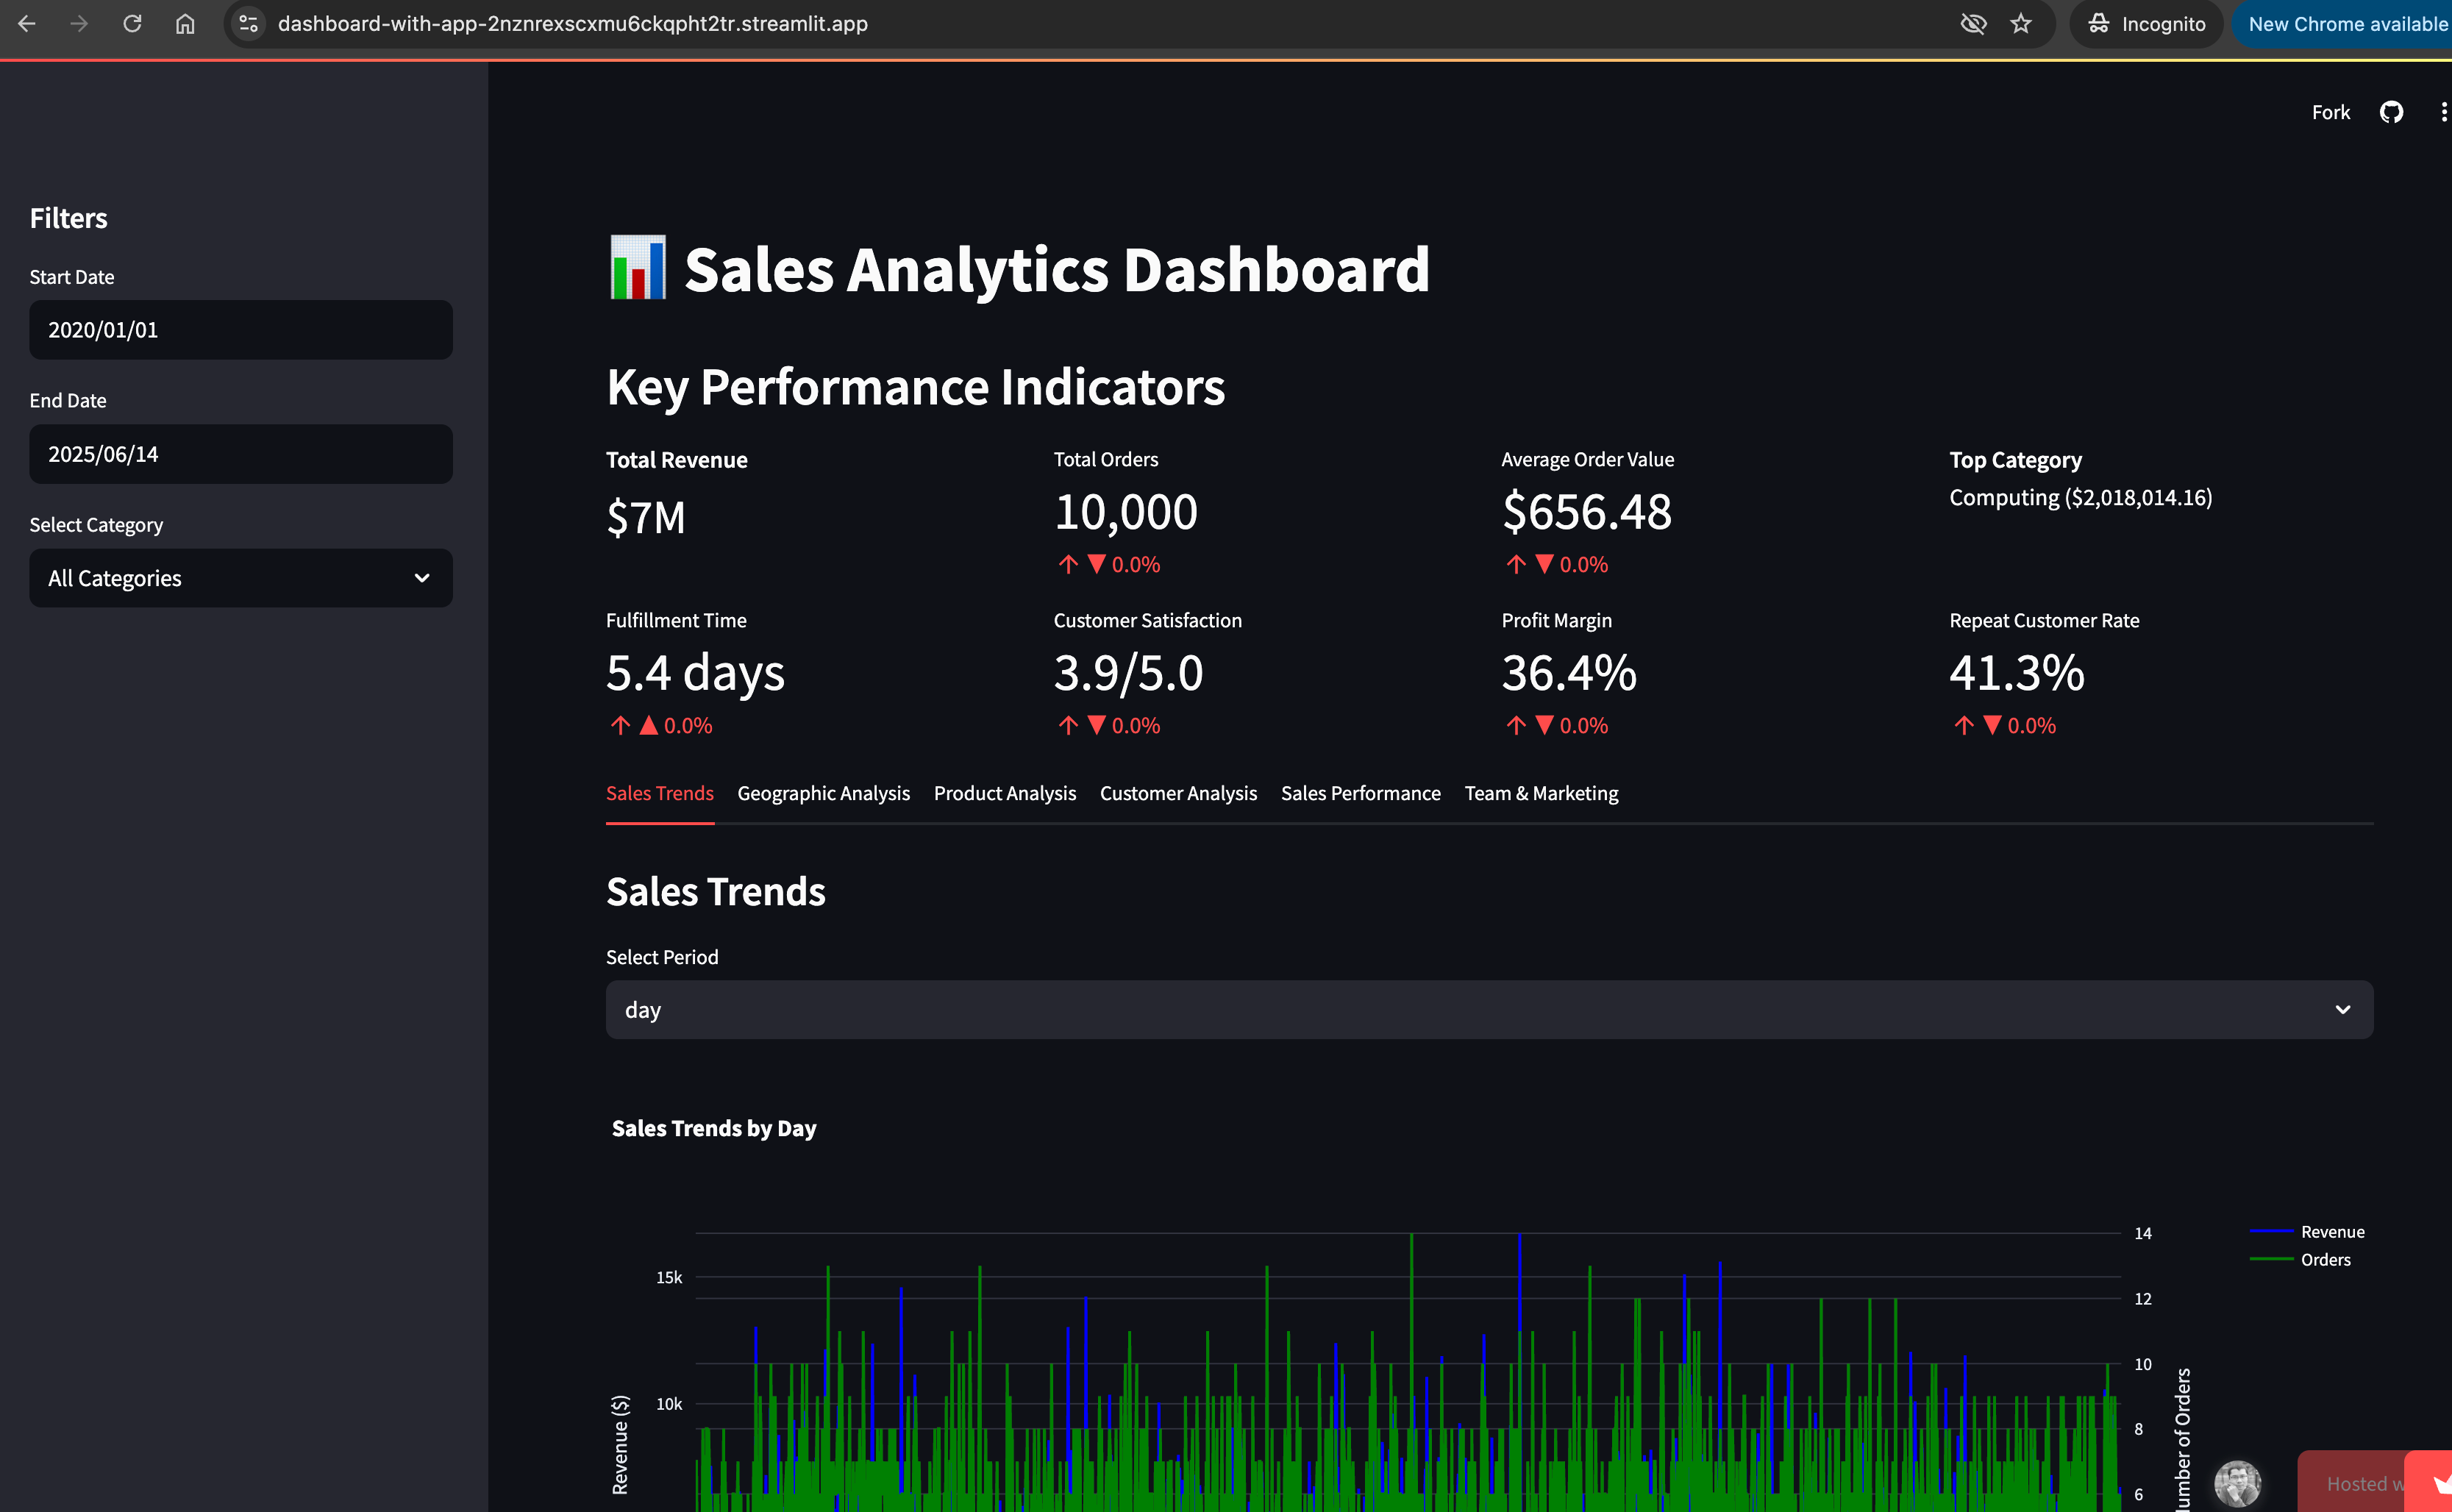 dashboard-with-app-2nznrexscxmu6ckqpht2tr.streamlit.app
Incognito
New Chrome available
Fork
Filters
Start Date
2020/01/01
End Date
2025/06/14
Select Category
All Categories
Sales Analytics Dashboard
Key Performance Indicators
Total Revenue
$7M
Total Orders
10,000
↑ ▼ 0.0%
Average Order Value
$656.48
↑ ▼ 0.0%
Top Category
Computing ($2,018,014.16)
Fulfillment Time
5.4 days
↑ ▲ 0.0%
Customer Satisfaction
3.9/5.0
↑ ▼ 0.0%
Profit Margin
36.4%
↑ ▼ 0.0%
Repeat Customer Rate
41.3%
↑ ▼ 0.0%
Sales Trends Geographic Analysis Product Analysis Customer Analysis Sales Performance Team & Marketing
Sales Trends
Select Period
day
Sales Trends by Day
Revenue
Orders
15k
10k
Revenue ($)
14
12
10
8
6
of Orders
Hosted